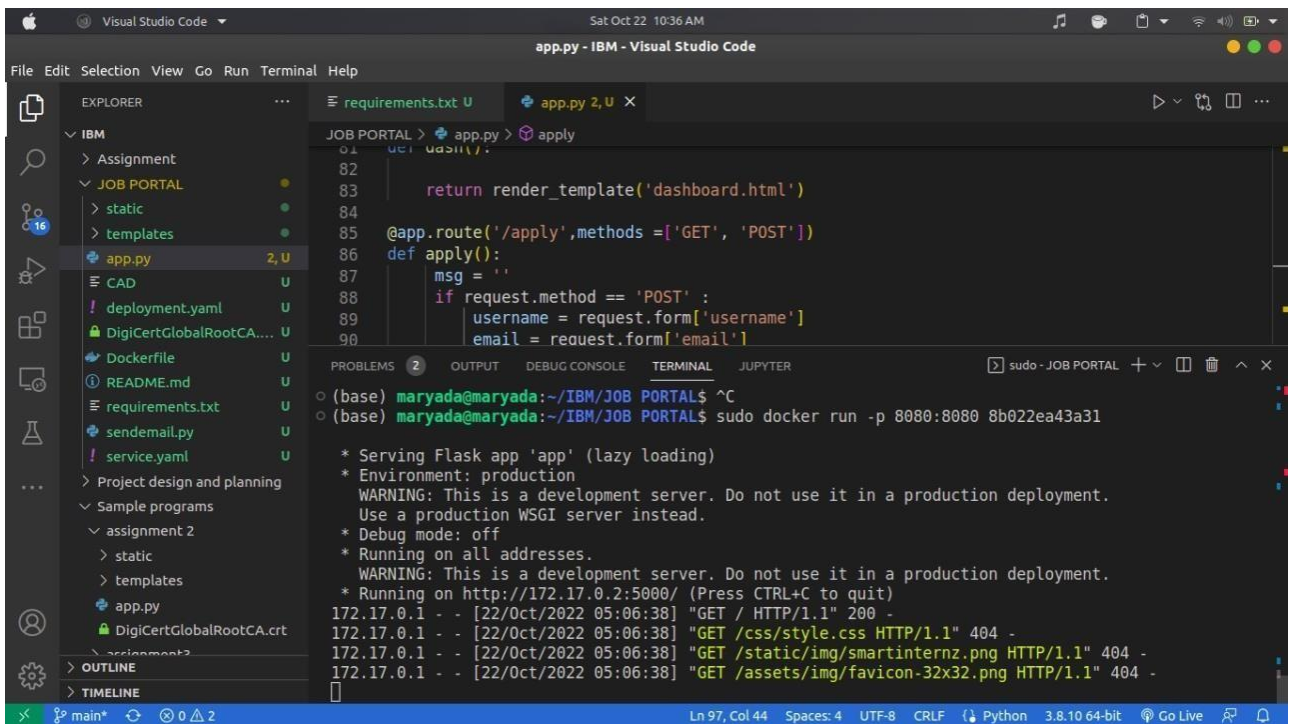 Visual Studio Code
Sat Oct 22 10:36 AM
app.py - IBM - Visual Studio Code
File Edit Selection View Go Run Terminal Help
EXPLORER
IBM
> Assignment
JOB PORTAL
> static
> templates
app.py 2, U
CAD U
! deployment.yaml U
DigiCertGlobalRootCA.... U
Dockerfile U
README.md U
requirements.txt U
sendemail.py U
! service.yaml U
> Project design and planning
Sample programs
assignment 2
> static
> templates
app.py
DigiCertGlobalRootCA.crt
> assignment3
> OUTLINE
> TIMELINE
16
requirements.txt U
app.py 2, U
JOB PORTAL > app.py > apply
81 def dash():
82
83 return render_template('dashboard.html')
84
85 @app.route('/apply',methods =['GET', 'POST'])
86 def apply():
87 msg = ''
88 if request.method == 'POST' :
89 username = request.form['username']
90 email = request.form['email']
PROBLEMS 2 OUTPUT DEBUG CONSOLE TERMINAL JUPYTER
sudo - JOB PORTAL
(base) maryada@maryada:~/IBM/JOB PORTAL$ ^C
(base) maryada@maryada:~/IBM/JOB PORTAL$ sudo docker run -p 8080:8080 8b022ea43a31
* Serving Flask app 'app' (lazy loading)
* Environment: production
WARNING: This is a development server. Do not use it in a production deployment.
Use a production WSGI server instead.
* Debug mode: off
* Running on all addresses.
WARNING: This is a development server. Do not use it in a production deployment.
* Running on http://172.17.0.2:5000/ (Press CTRL+C to quit)
172.17.0.1 - - [22/Oct/2022 05:06:38] "GET / HTTP/1.1" 200 -
172.17.0.1 - - [22/Oct/2022 05:06:38] "GET /css/style.css HTTP/1.1" 404 -
172.17.0.1 - - [22/Oct/2022 05:06:38] "GET /static/img/smartinternz.png HTTP/1.1" 404 -
172.17.0.1 - - [22/Oct/2022 05:06:38] "GET /assets/img/favicon-32x32.png HTTP/1.1" 404 -
main* 0 2
Ln 97, Col 44 Spaces: 4 UTF-8 CRLF Python 3.8.10 64-bit Go Live